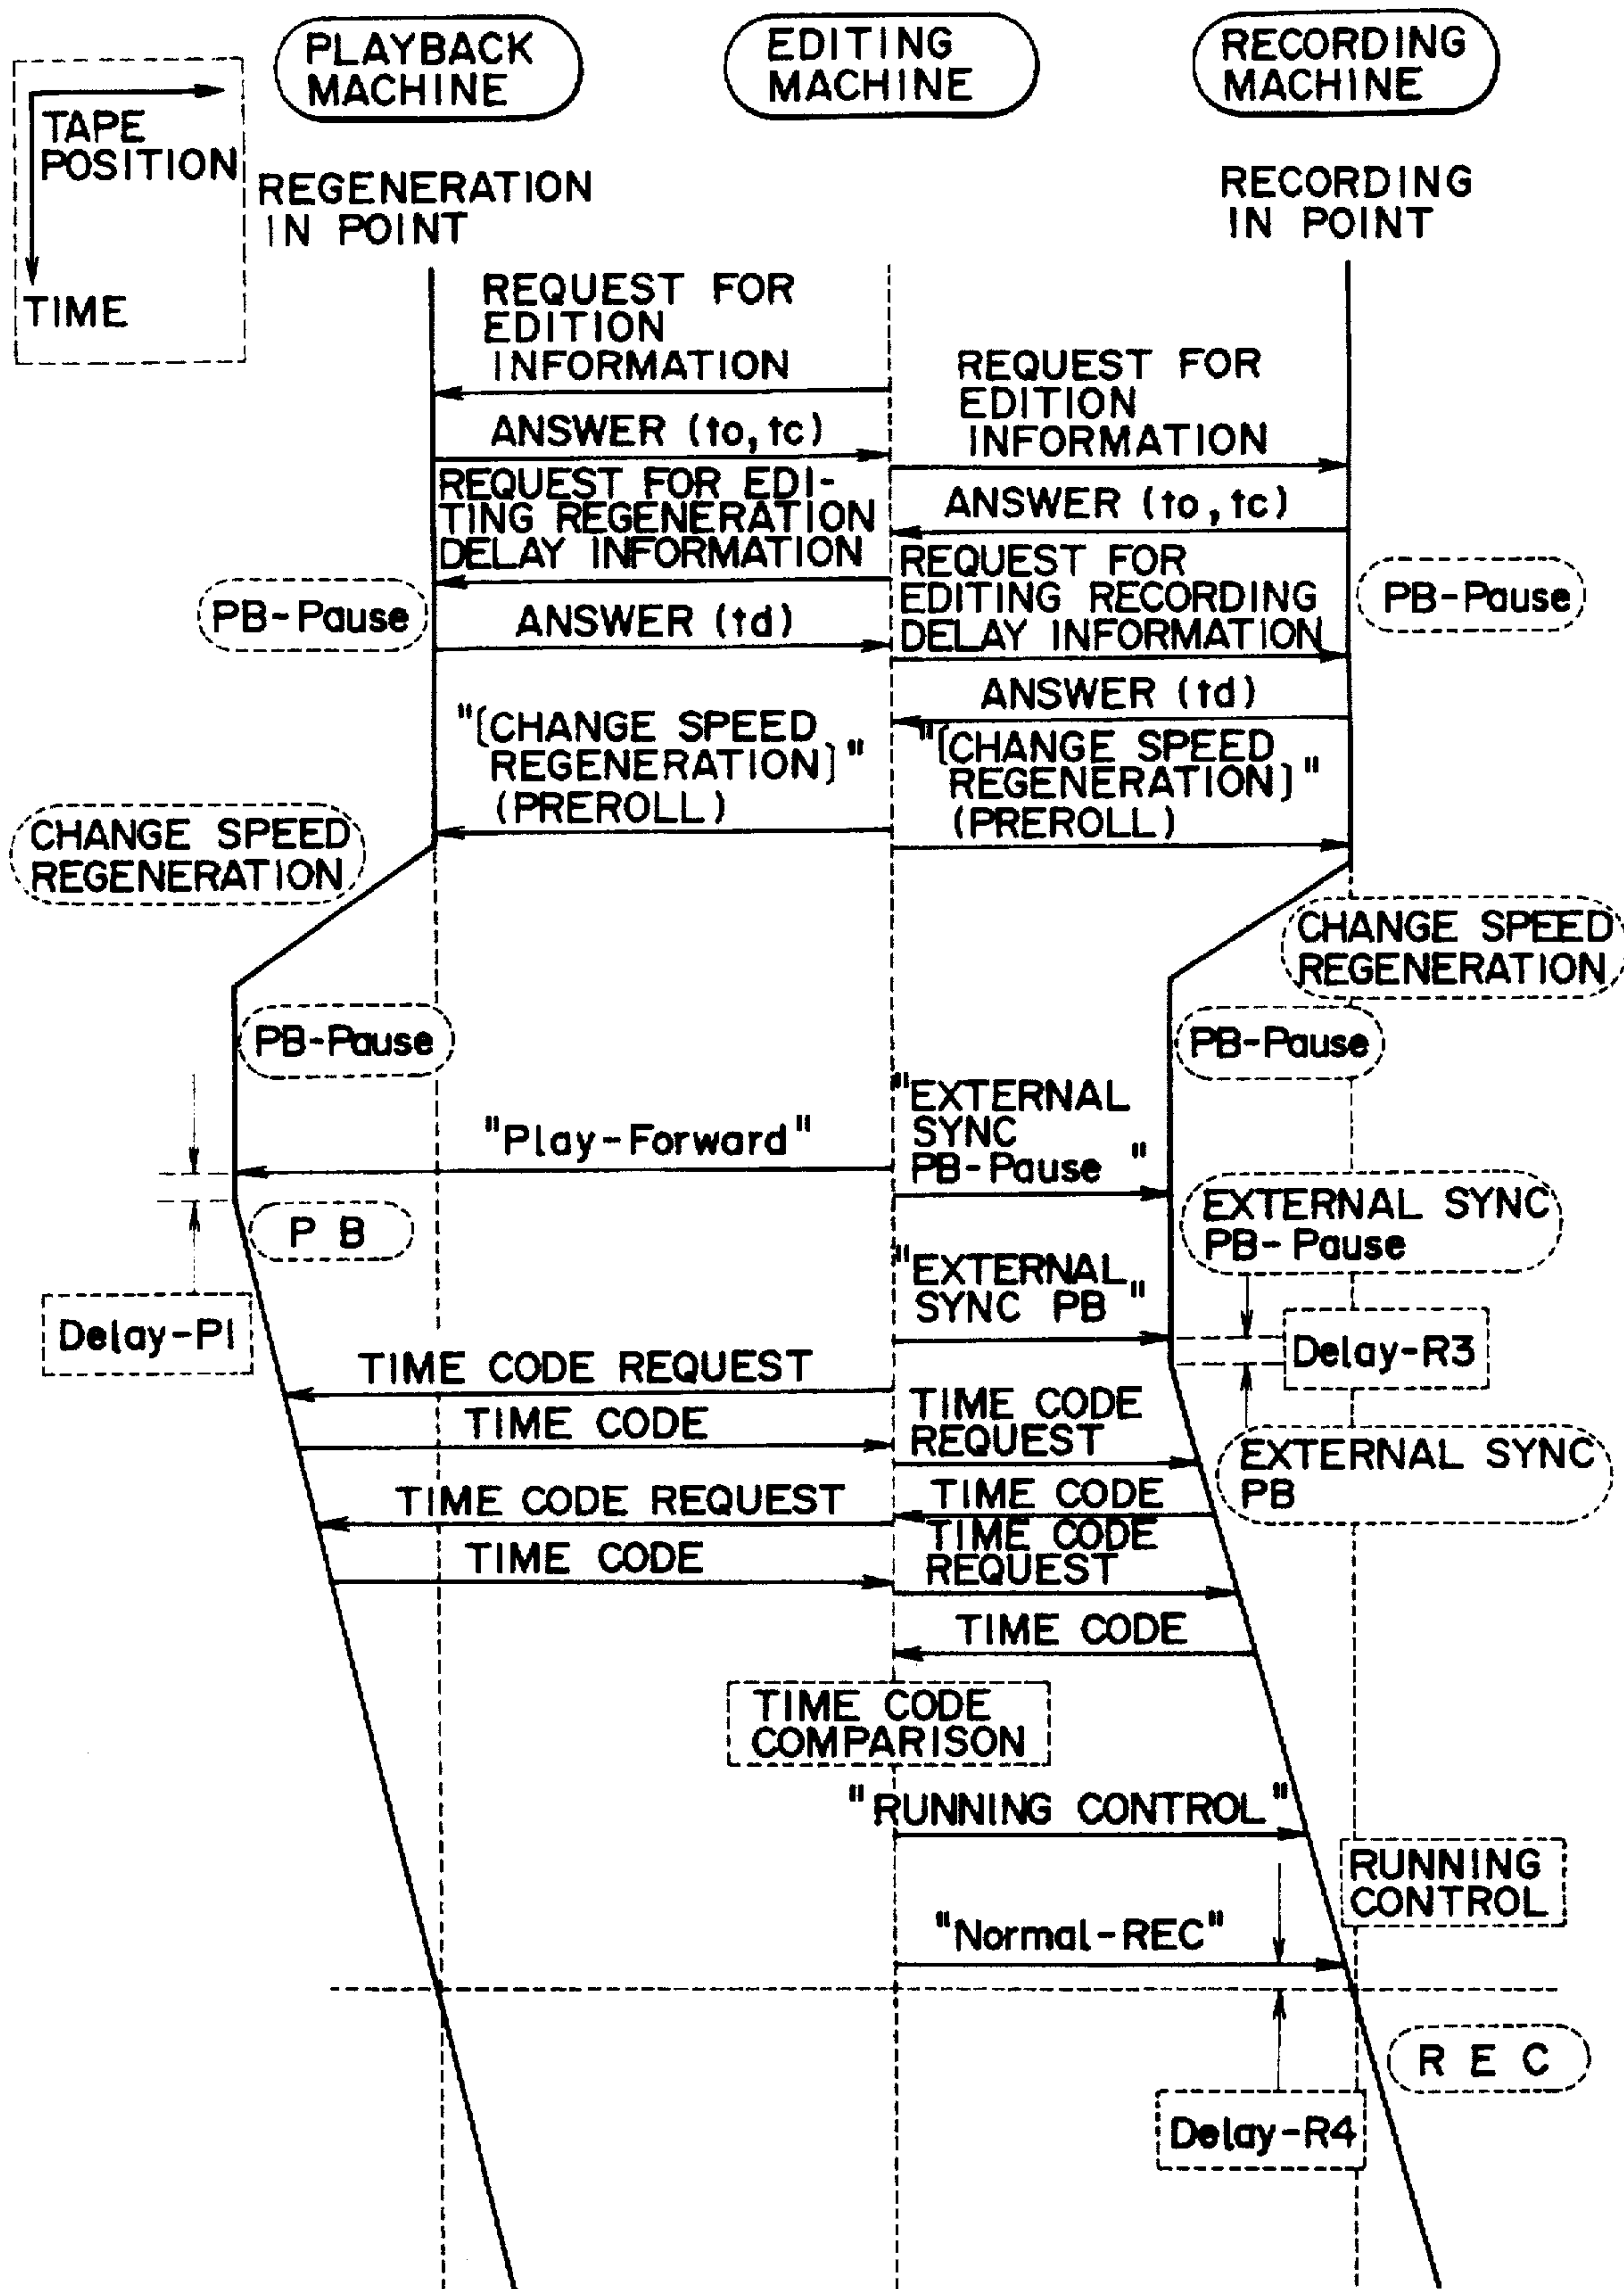 PLAYBACK
MACHINE
EDITING
MACHINE
RECORDING
MACHINE
TAPE
POSITION
TIME
REGENERATION
IN POINT
RECORDING
IN POINT
REQUEST FOR
EDITION
INFORMATION
REQUEST FOR
EDITION
INFORMATION
ANSWER (to, tc)
REQUEST FOR EDI-
TING REGENERATION
DELAY INFORMATION
ANSWER (to, tc)
REQUEST FOR
EDITING RECORDING
DELAY INFORMATION
PB-Pause
ANSWER (td)
PB-Pause
ANSWER (td)
"[CHANGE SPEED
REGENERATION]"
(PREROLL)
"[CHANGE SPEED
REGENERATION]"
(PREROLL)
CHANGE SPEED
REGENERATION
CHANGE SPEED
REGENERATION
PB-Pause
PB-Pause
"Play-Forward"
"EXTERNAL
SYNC
PB-Pause "
P B
EXTERNAL SYNC
PB-Pause
"EXTERNAL
SYNC PB "
Delay-P1
Delay-R3
TIME CODE REQUEST
TIME CODE
TIME CODE
REQUEST
EXTERNAL SYNC
PB
TIME CODE REQUEST
TIME CODE
TIME CODE
TIME CODE
REQUEST
TIME CODE
TIME CODE
COMPARISON
"RUNNING CONTROL"
RUNNING
CONTROL
"Normal-REC"
R E C
Delay-R4